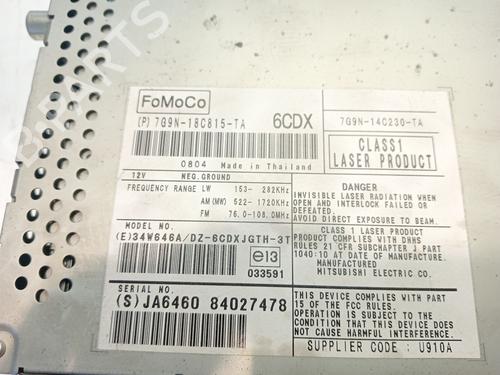 FoMoCo
(P) 7G9N-18C815-TA 6CDX
7G9N-14C230-TA
0804 Made in Thailand
CLASS1
LASER PRODUCT
12V NEG.GROUND
FREQUENCY RANGE LW 153- 282KHz
AM(MW) 522- 1720KHz
FM 76.0-108.0MHz
DANGER
INVISIBLE LASER RADIATION WHEN
OPEN AND INTERLOCK FAILED OR
DEFEATED.
AVOID DIRECT EXPOSURE TO BEAM.
MODEL NO.
(E)34W646A/DZ-6CDXJGTH-3T
e13
033591
CLASS 1 LASER PRODUCT
PRODUCT COMPLIES WITH DHHS
RULES 21 CFR SUBCHAPTER J PART
1040:10 AT DATE OF MANUFACTURE.
MANUFACTURED
MITSUBISHI ELECTRIC CO.
SERIAL NO.
(S)JA6460 84027478
THIS DEVICE COMPLIES WITH PART
15 OF THE FCC RULES.
OPERATION IS SUBJECT TO THE
CONDITION THAT THIS DEVICE DOES
NOT CAUSE HARMFUL INTERFERENCE.
SUPPLIER CODE : U910A
B-PARTS